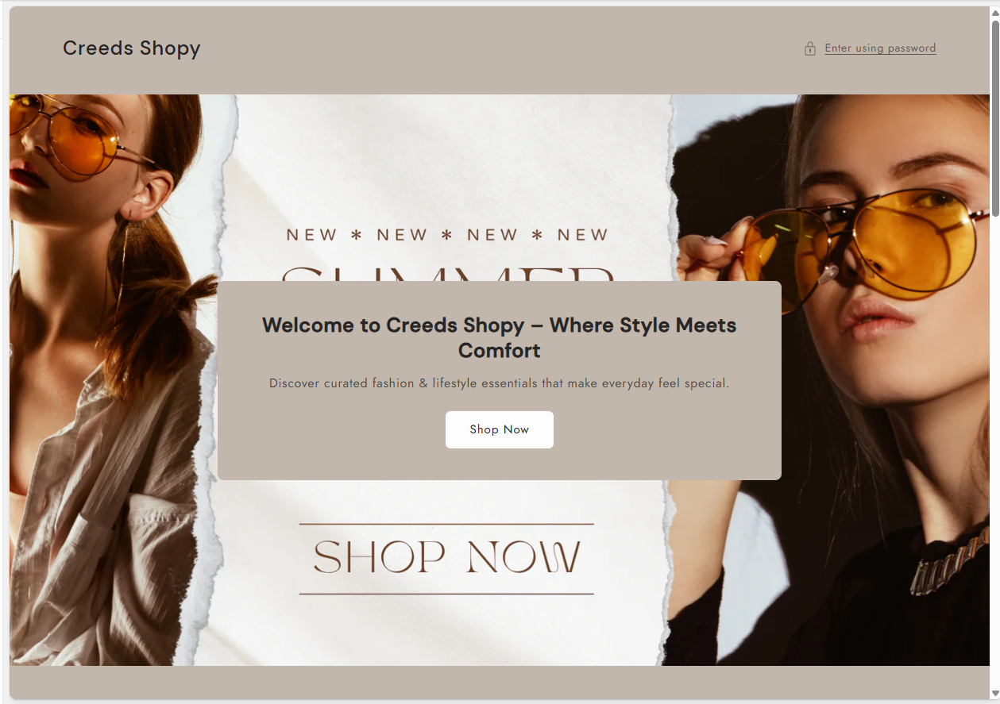 Creeds Shopy
Enter using password
NEW * NEW * NEW * NEW
SUMMER
Welcome to Creeds Shopy – Where Style Meets
Comfort
Discover curated fashion & lifestyle essentials that make everyday feel special.
Shop Now
SHOP NOW